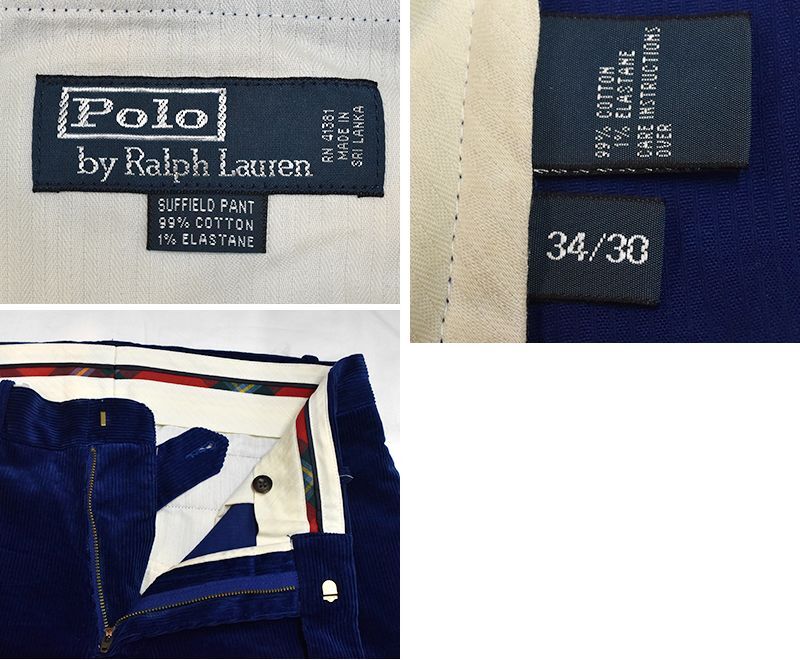 Polo
by Ralph Lauren
RN 41381
MADE IN
SRI LANKA
SUFFIELD PANT
99% COTTON
1% ELASTANE
99% COTTON
1% ELASTANE
CARE INSTRUCTIONS
OVER
34/30